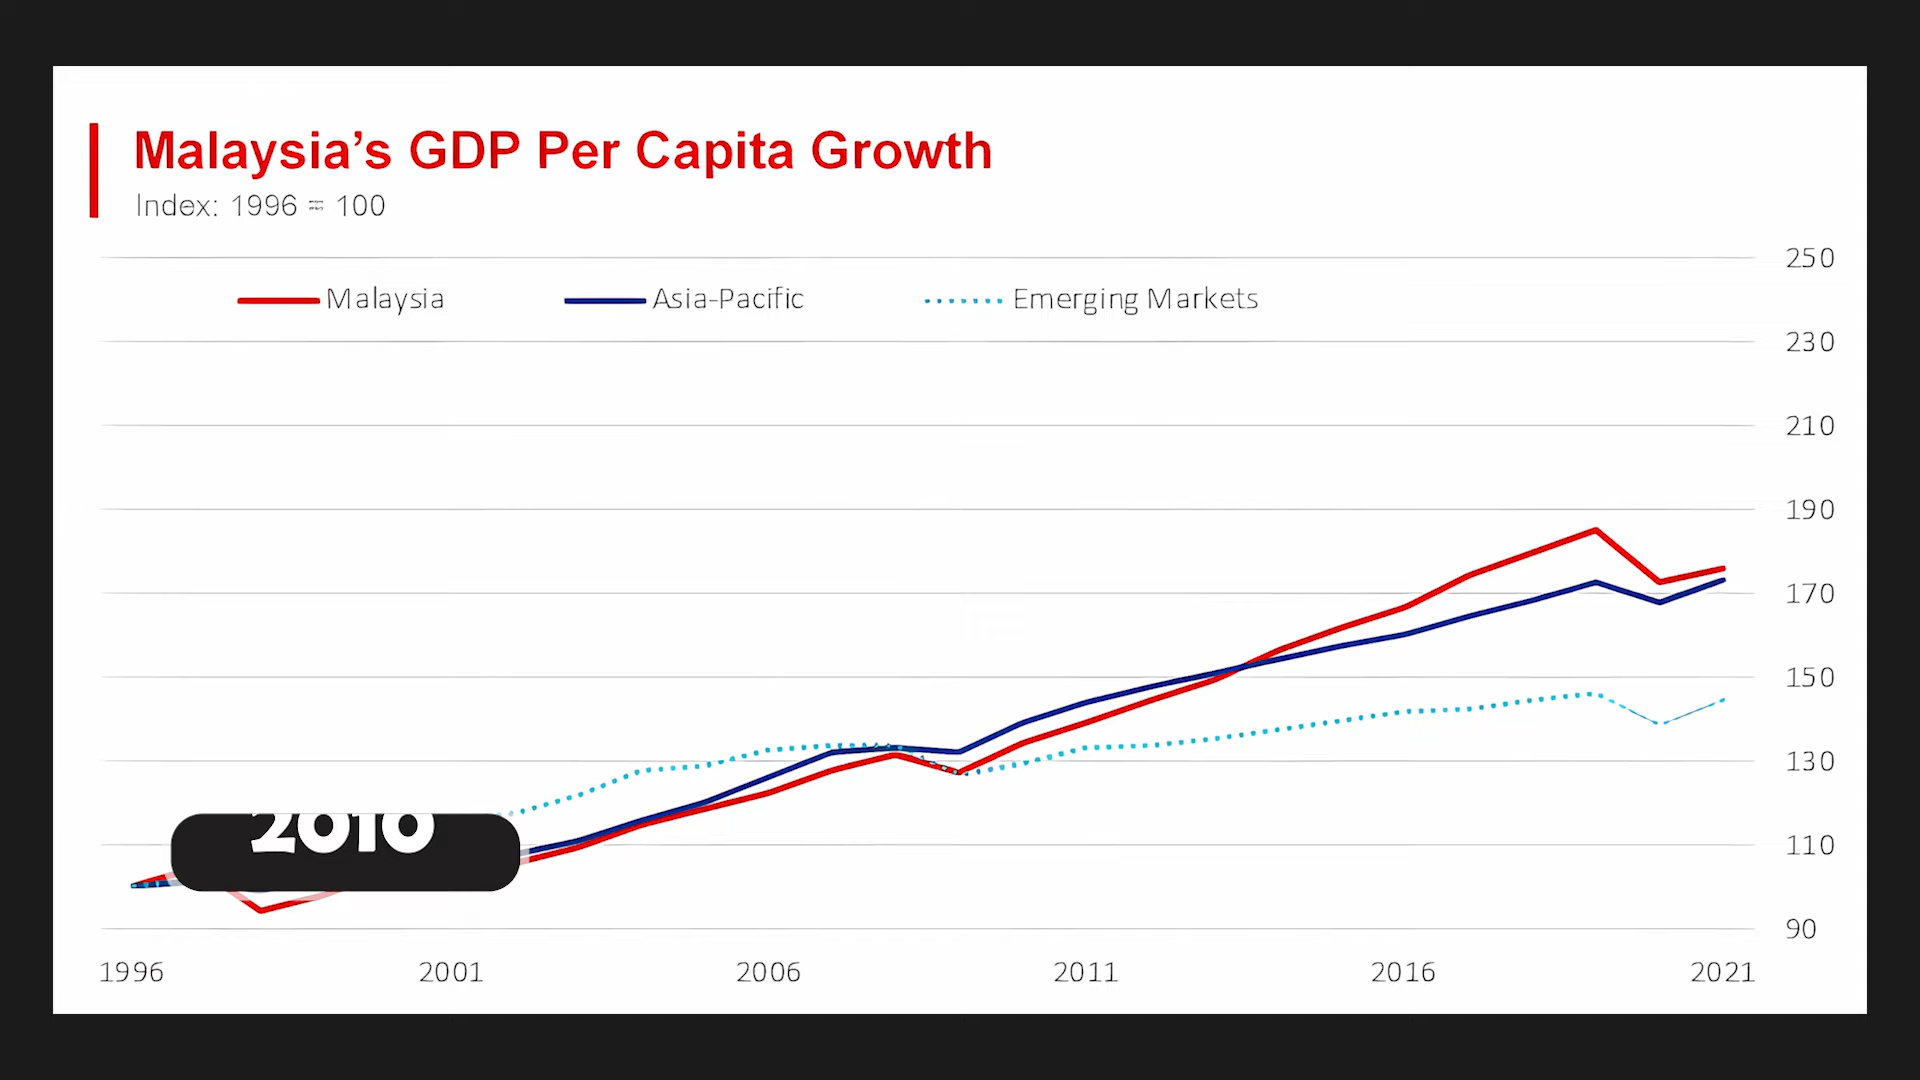 Malaysia’s GDP Per Capita Growth
Index: 1996 = 100
Malaysia Asia-Pacific Emerging Markets
250
230
210
190
170
150
130
110
90
2010
1996 2001 2006 2011 2016 2021